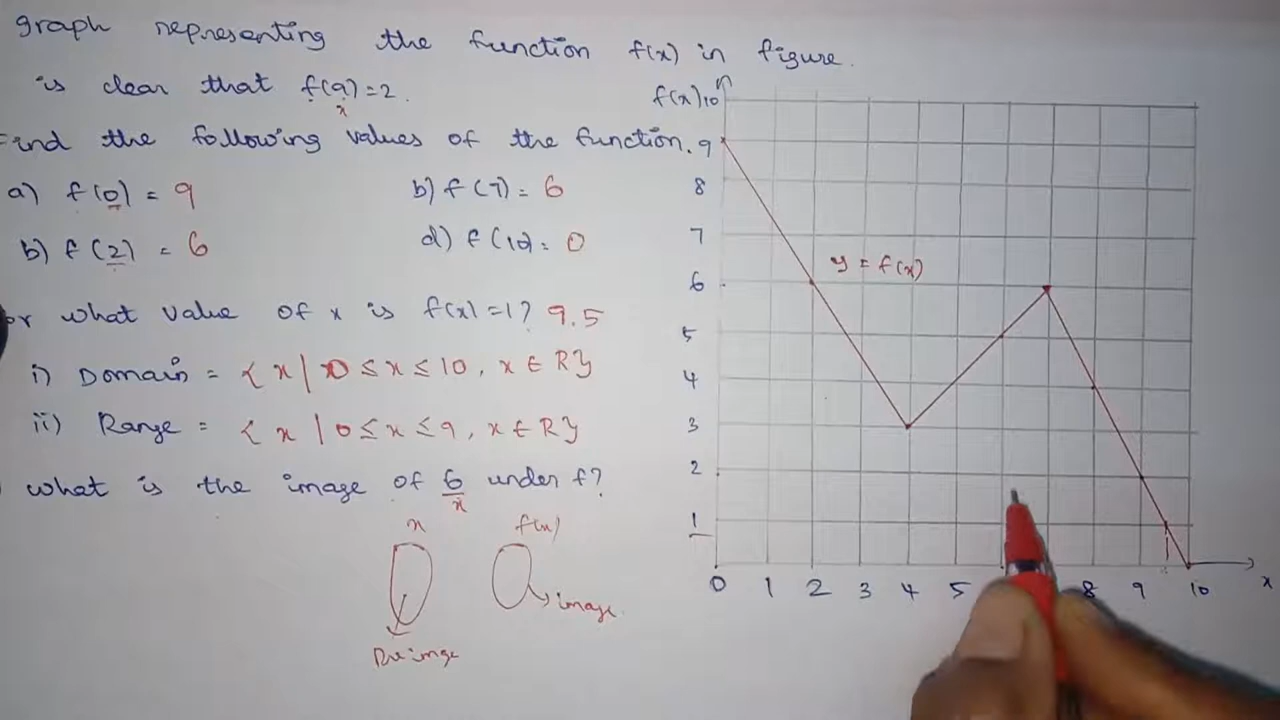 graph representing the function f(x) in figure.
is clear that f(9)=2.
x
find the following values of the function.
a) f(0) = 9 b) f(7) = 6
b) f(2) = 6 d) f(10) = 0
or what value of x is f(x)=1? 9.5
i) Domain = { x | 0 ≤ x ≤ 10, x ∈ R}
ii) Range = { x | 0 ≤ x ≤ 9, x ∈ R}
what is the image of 6 under f?
x
x f(x)
image
Preimge
f(x) 10
9
8
7
y = f(x)
6
5
4
3
2
1
0 1 2 3 4 5 8 9 10 x